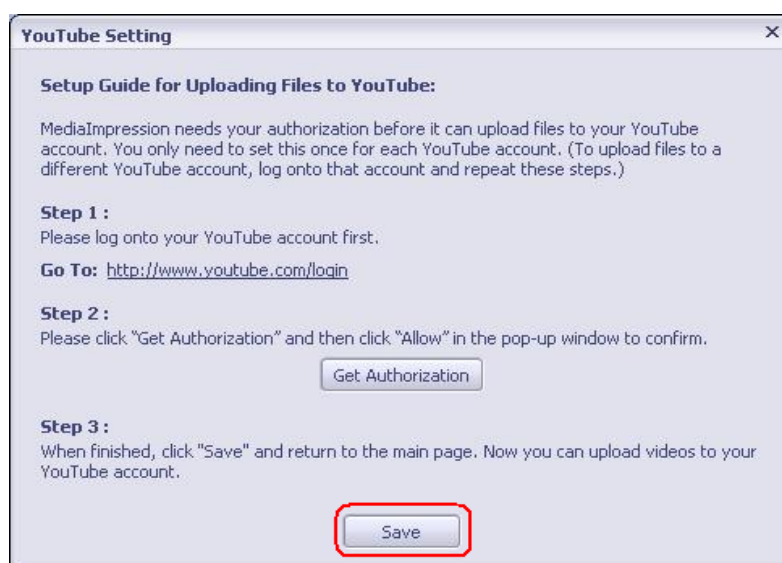 YouTube Setting
Setup Guide for Uploading Files to YouTube:
MediaImpression needs your authorization before it can upload files to your YouTube
account. You only need to set this once for each YouTube account. (To upload files to a
different YouTube account, log onto that account and repeat these steps.)
Step 1 :
Please log onto your YouTube account first.
Go To: http://www.youtube.com/login
Step 2 :
Please click “Get Authorization” and then click “Allow” in the pop-up window to confirm.
Get Authorization
Step 3 :
When finished, click "Save" and return to the main page. Now you can upload videos to your
YouTube account.
Save